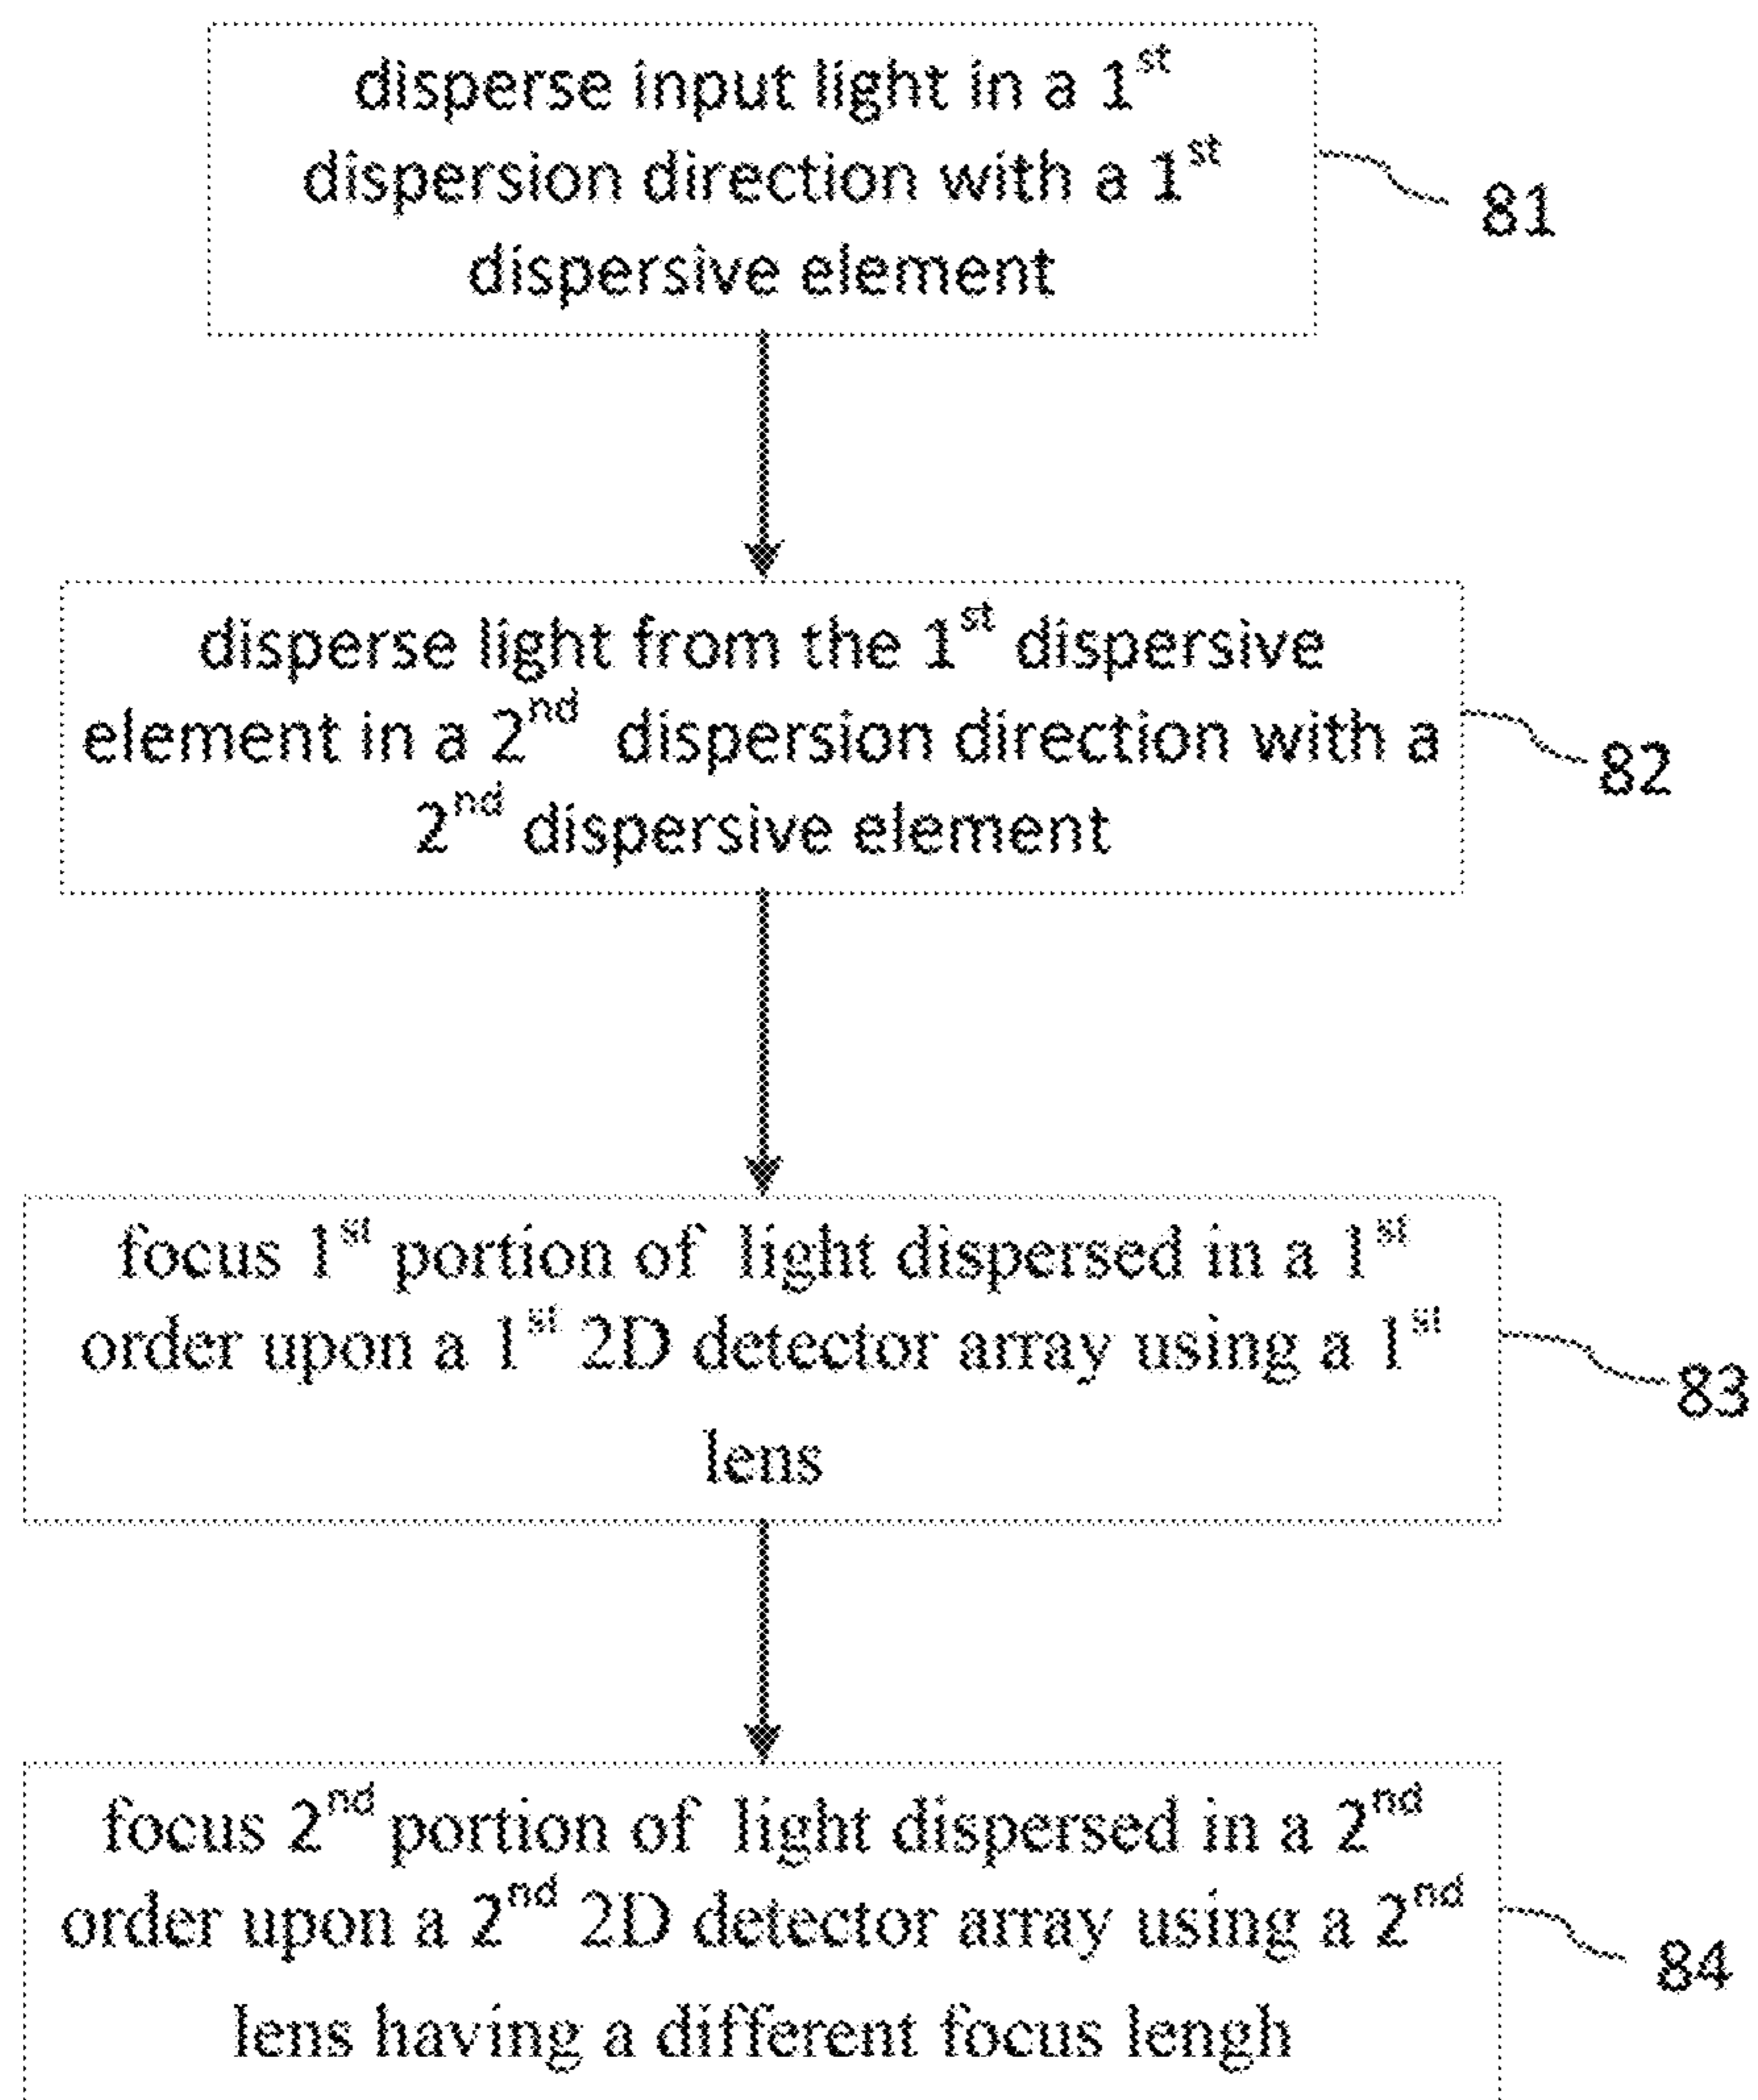 disperse input light in a 1st
dispersion direction with a 1st
dispersive element
81
disperse light from the 1st dispersive
element in a 2nd dispersion direction with a
2nd dispersive element
82
focus 1st portion of light dispersed in a 1st
order upon a 1st 2D detector array using a 1st
lens
83
focus 2nd portion of light dispersed in a 2nd
order upon a 2nd 2D detector array using a 2nd
lens having a different focus lengh
84